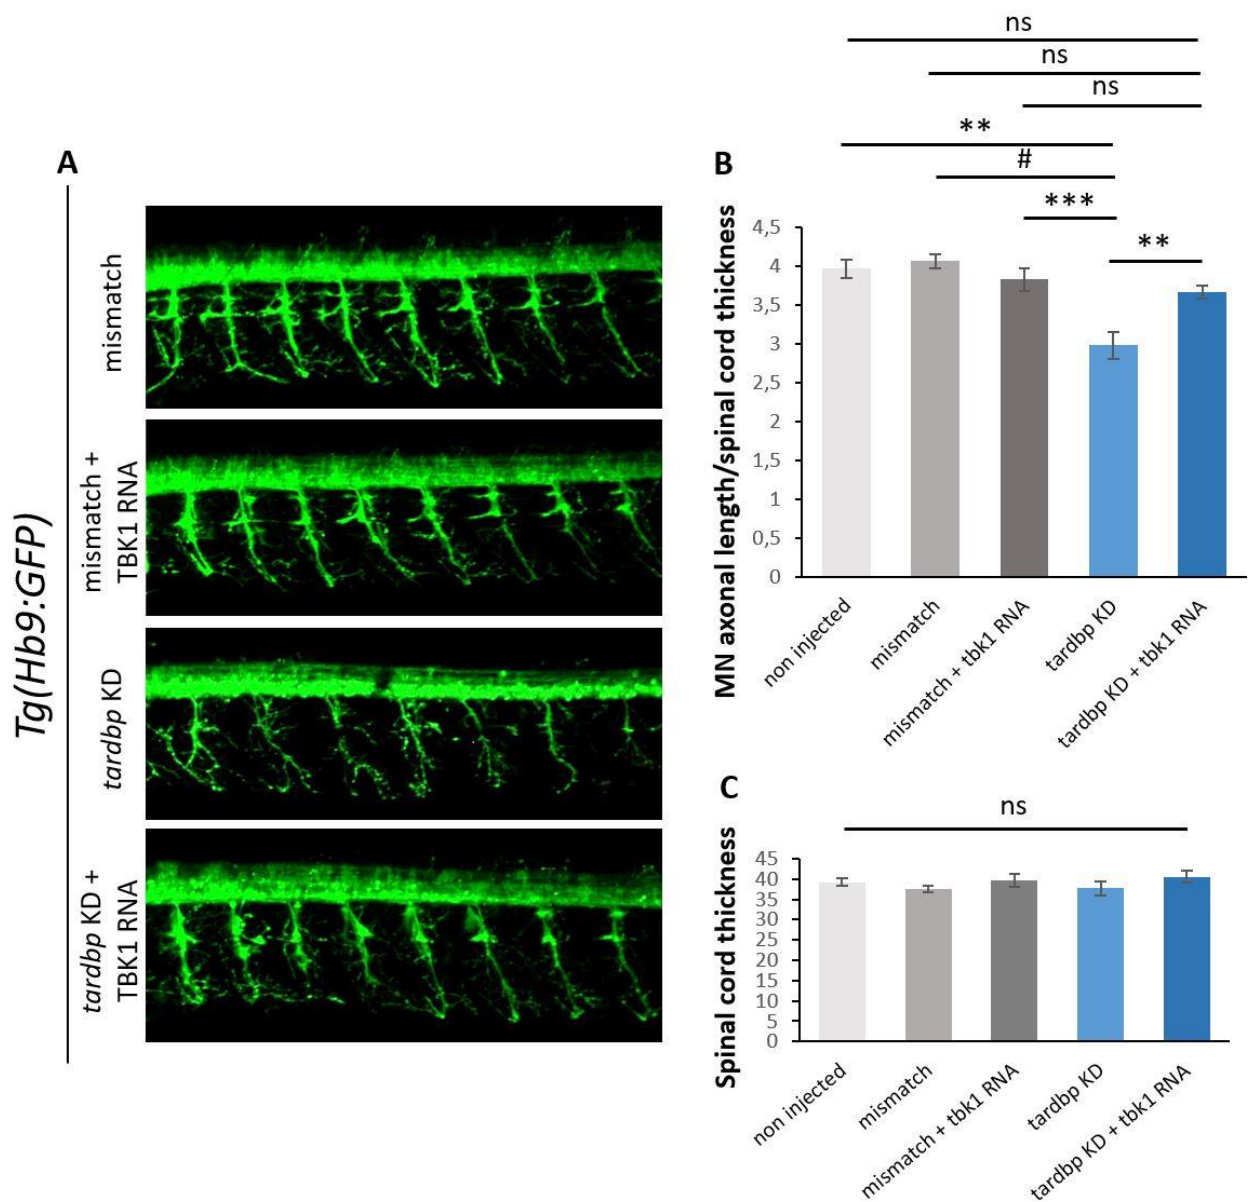 A
Tg(Hb9:GFP)
mismatch
mismatch +
TBK1 RNA
tardbp KD
tardbp KD +
TBK1 RNA
B
ns
ns
ns
**
#
***
**
MN axonal length/spinal cord thickness
4,5
4
3,5
3
2,5
2
1,5
1
0,5
0
non injected
mismatch
mismatch + tbk1 RNA
tardbp KD
tardbp KD + tbk1 RNA
C
ns
Spinal cord thickness
45
40
35
30
25
20
15
10
5
0
non injected
mismatch
mismatch + tbk1 RNA
tardbp KD
tardbp KD + tbk1 RNA